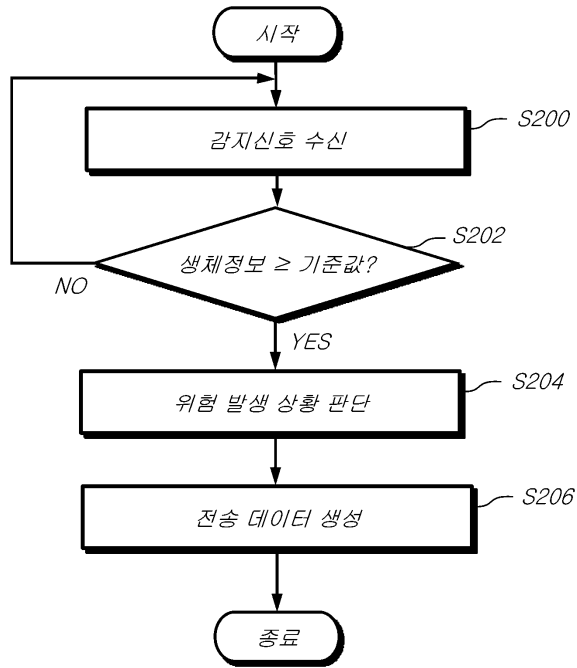 시작
감지신호 수신
S200
생체정보 ≥ 기준값?
S202
NO
YES
위험 발생 상황 판단
S204
전송 데이터 생성
S206
종료